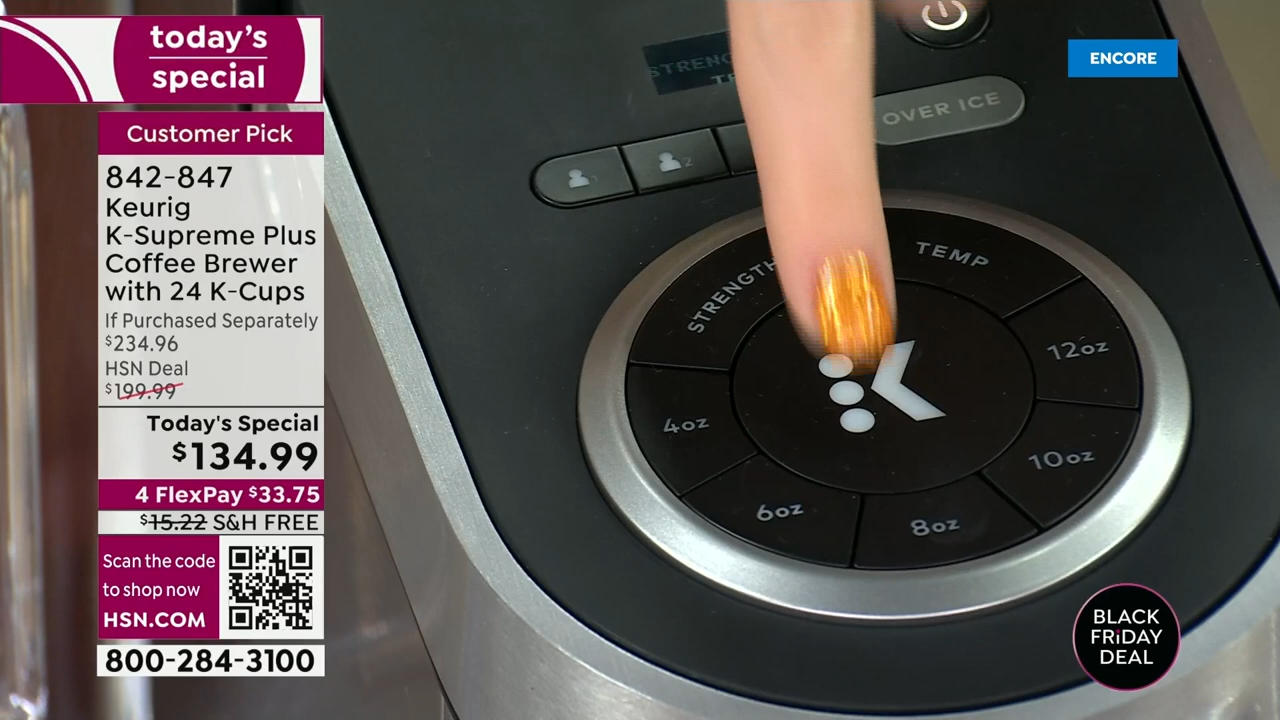 today's
special
Customer Pick
842-847
Keurig
K-Supreme Plus
Coffee Brewer
with 24 K-Cups
If Purchased Separately
$234.96
HSN Deal
$199.99
Today's Special
$134.99
4 FlexPay $33.75
$15.22 S&H FREE
Scan the code
to shop now
HSN.COM
800-284-3100
ENCORE
OVER ICE
2
STRENGTH
TEMP
4oz
6oz
8oz
10oz
12oz
BLACK
FRIDAY
DEAL